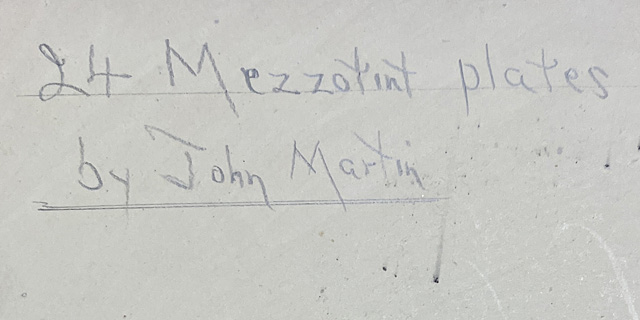 24 Mezzotint plates
by John Martin